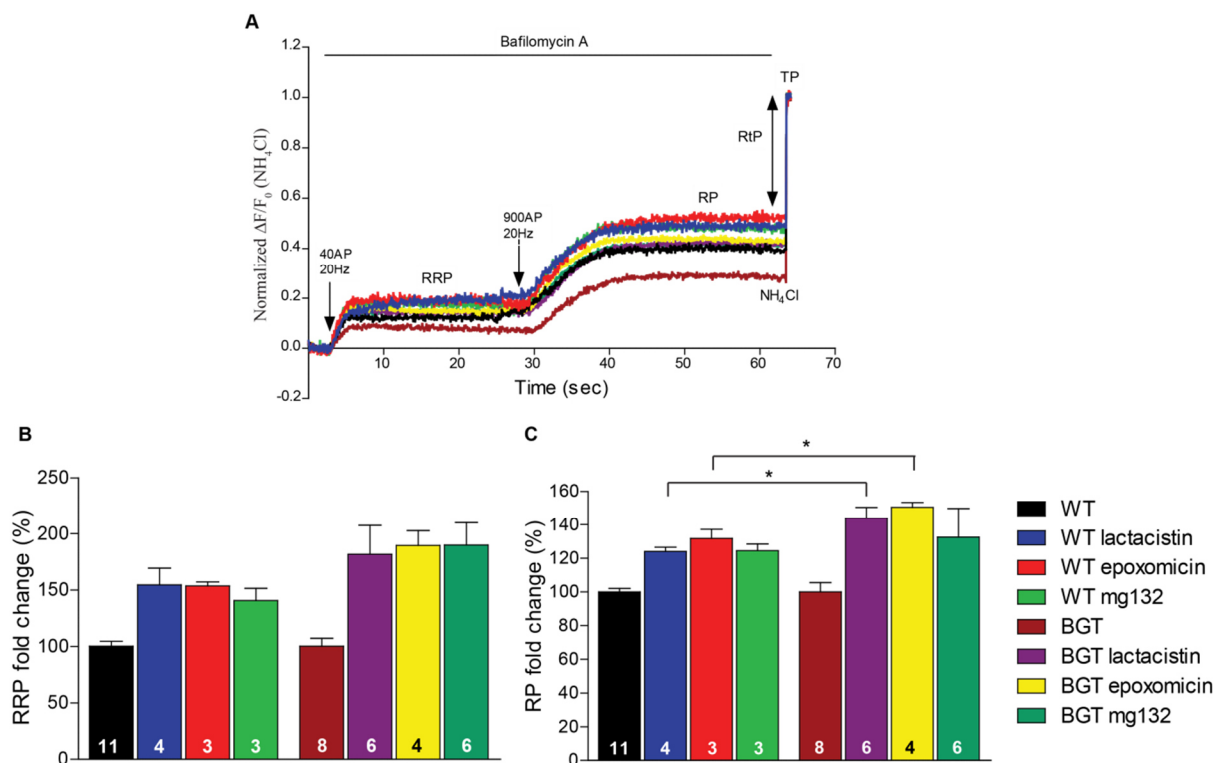 A
Bafilomycin A
Normalized ΔF/F₀ (NH₄Cl)
1.2
1.0
0.8
0.6
0.4
0.2
0.0
-0.2
TP
RtP
RP
900AP
20Hz
40AP
20Hz
RRP
NH₄Cl
10 20 30 40 50 60 70
Time (sec)
B
RRP fold change (%)
250
200
150
100
50
0
11 4 3 3 8 6 4 6
C
RP fold change (%)
160
140
120
100
80
60
40
20
0
*
*
11 4 3 3 8 6 4 6
WT
WT lactacistin
WT epoxomicin
WT mg132
BGT
BGT lactacistin
BGT epoxomicin
BGT mg132